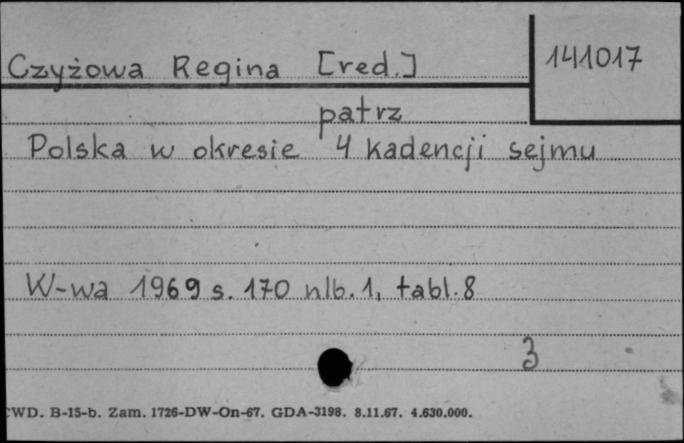 141017
Czyżowa Regina [red.]
patrz
Polska w okresie 4 kadencji sejmu
W-wa 1969 s. 170 nlb. 1, tabl. 8
3
CWD. B-15-b. Zam. 1726-DW-On-67. GDA-3198. 8.11.67. 4.630.000.